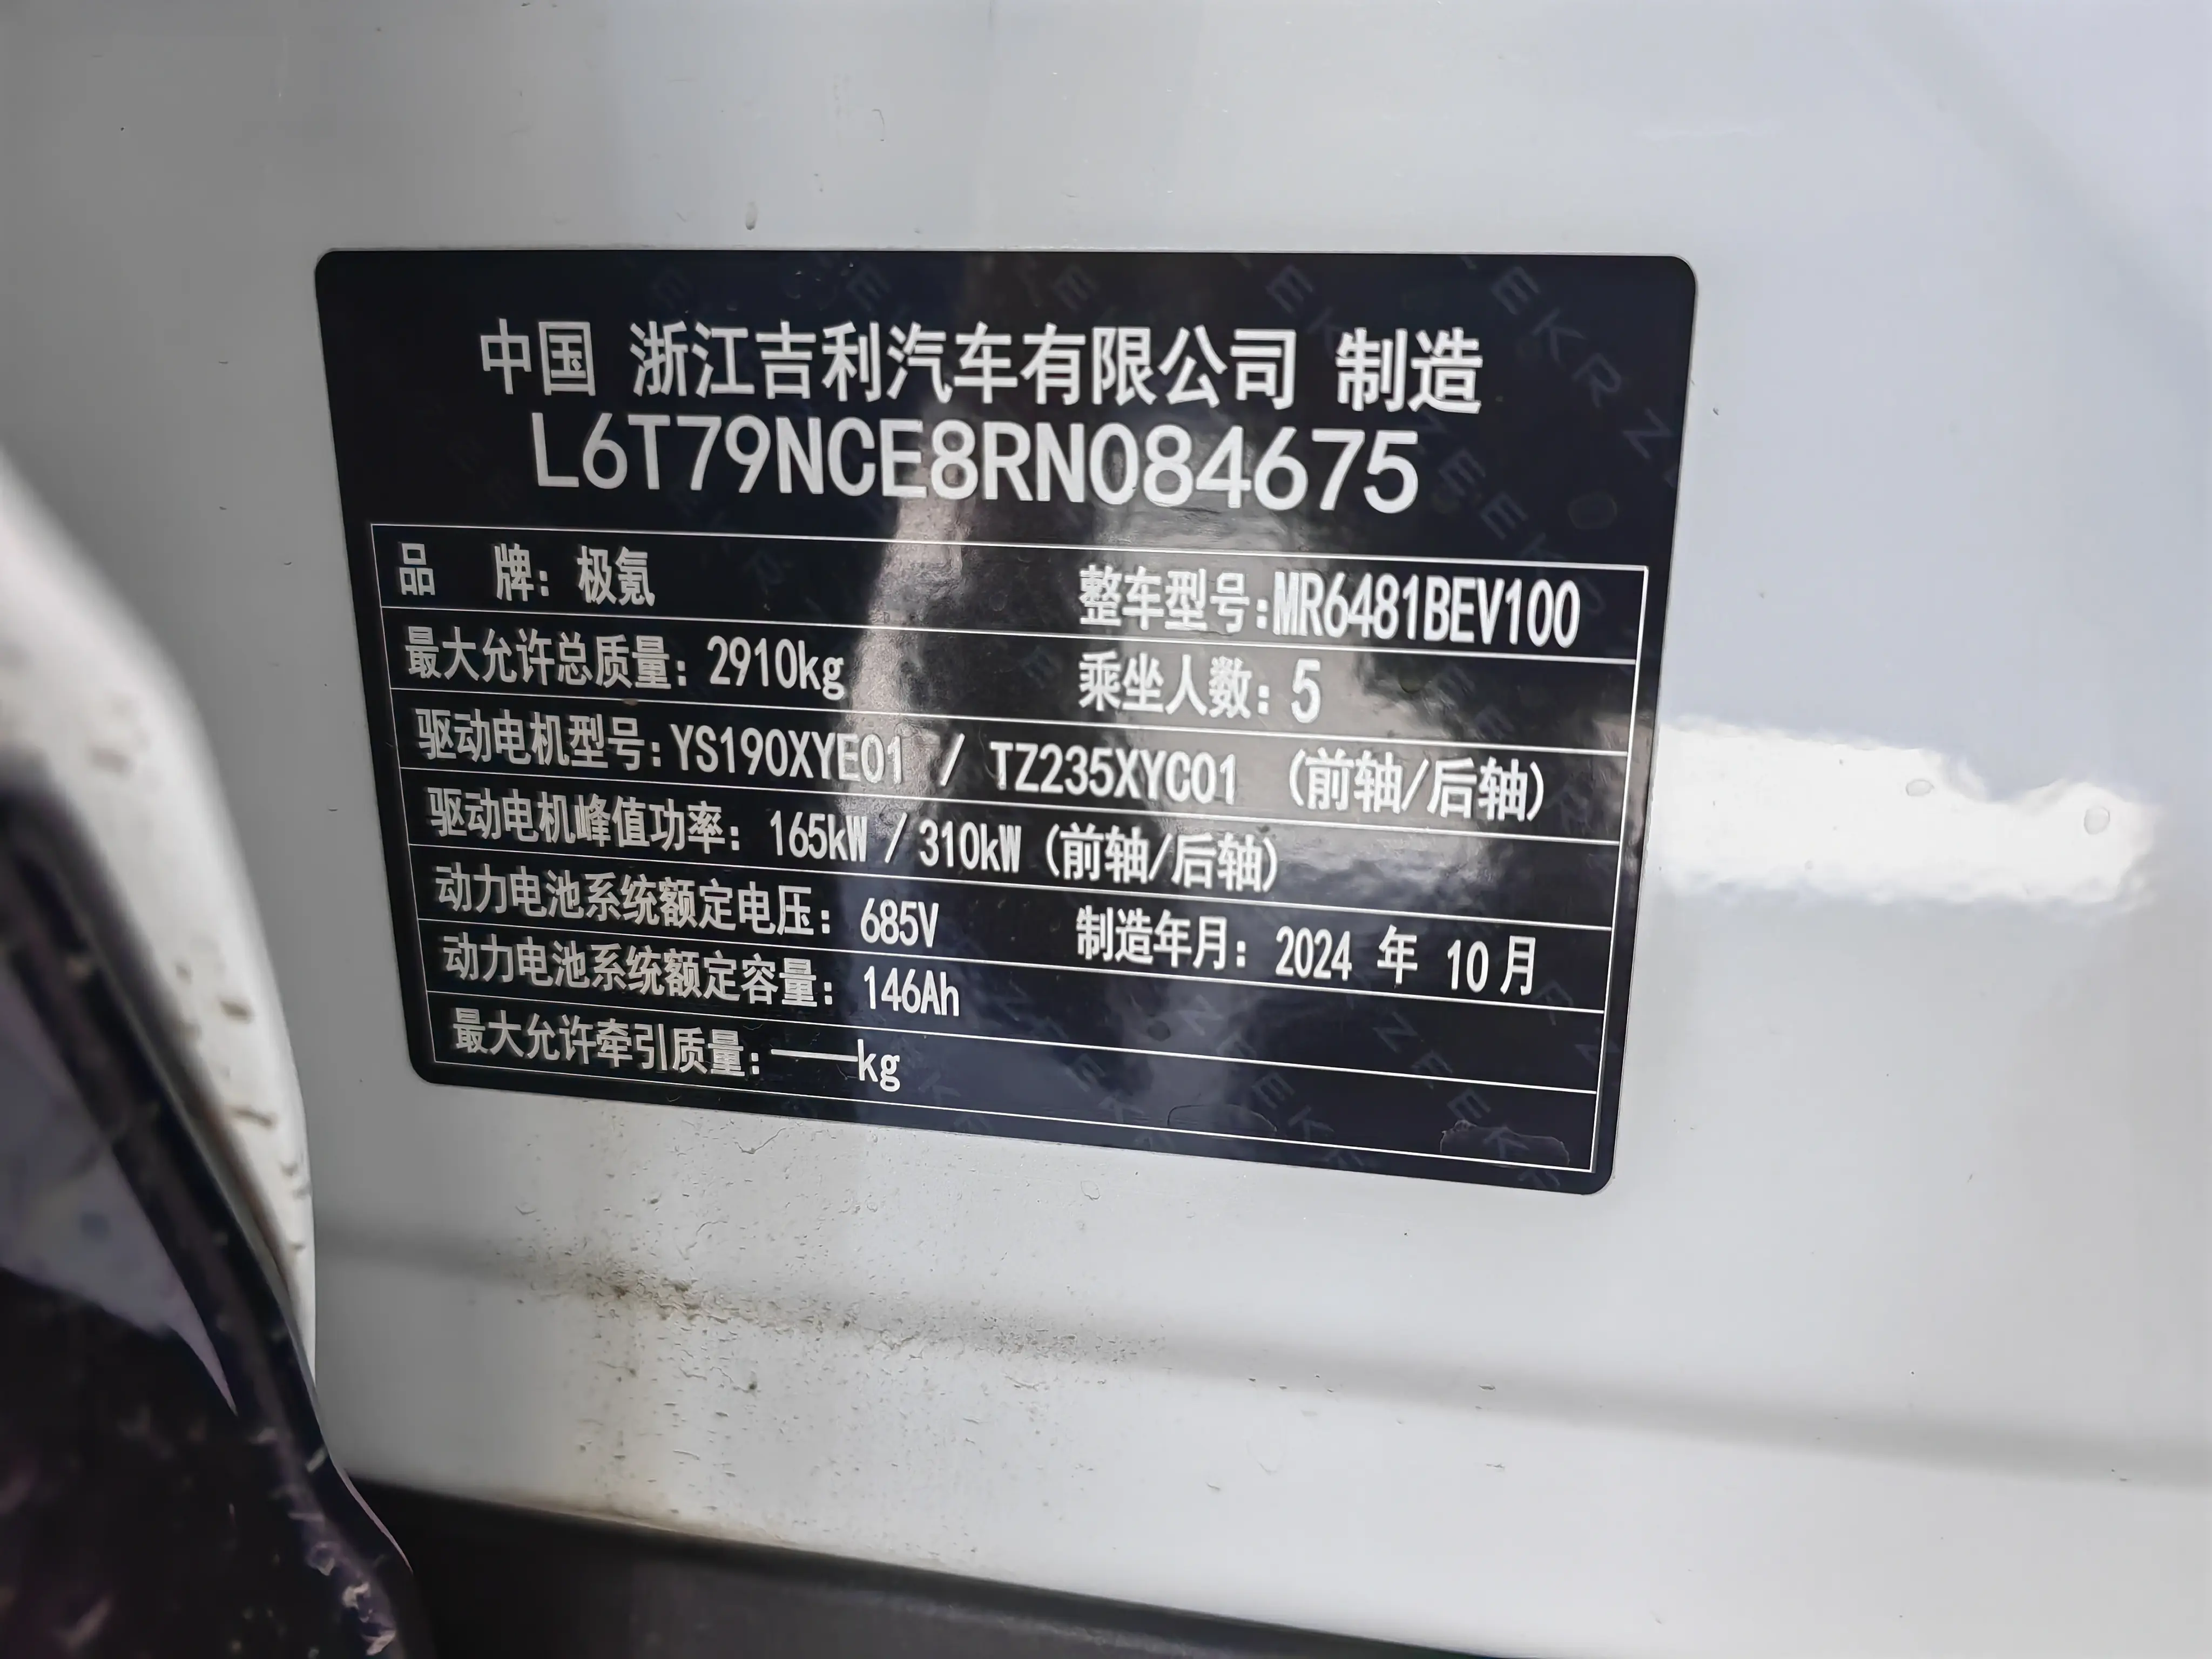 中国 浙江吉利汽车有限公司 制造
L6T79NCE8RN084675
品 牌：极氪 整车型号:MR6481BEV100
最大允许总质量：2910kg 乘坐人数：5
驱动电机型号:YS190XYE01 / TZ235XYC01 (前轴/后轴)
驱动电机峰值功率：165kW / 310kW (前轴/后轴)
动力电池系统额定电压：685V 制造年月：2024 年 10月
动力电池系统额定容量：146Ah
最大允许牵引质量：——kg